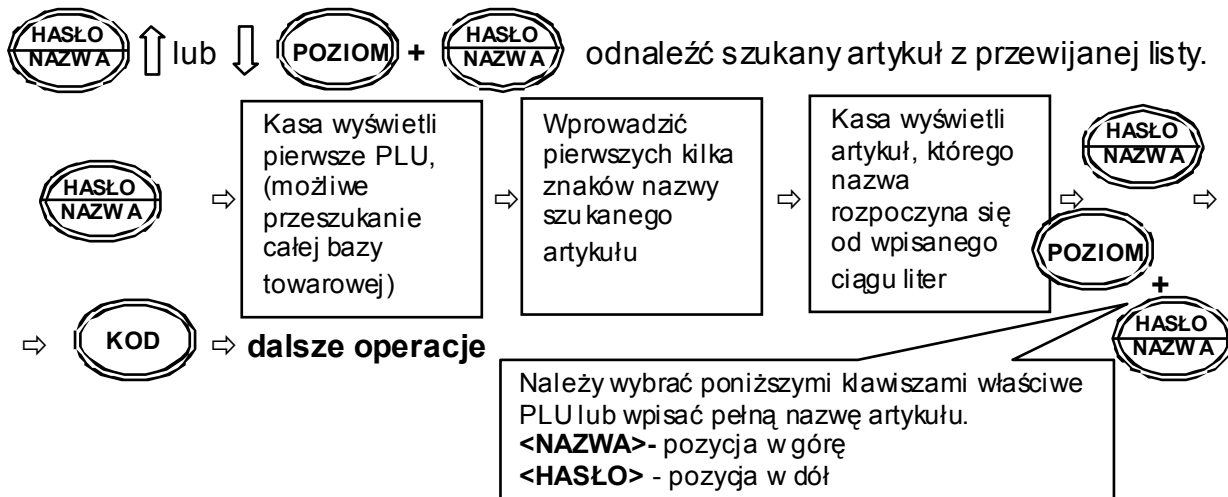 HASŁO
NAZWA
lub
POZIOM
+
HASŁO
NAZWA
odnaleźć szukany artykuł z przewijanej listy.
HASŁO
NAZWA
Kasa wyświetli
pierwsze PLU,
(możliwe
przeszukanie
całej bazy
towarowej)
Wprowadzić
pierwszych kilka
znaków nazwy
szukanego
artykułu
Kasa wyświetli
artykuł, którego
nazwa
rozpoczyna się
od wpisanego
ciągu liter
HASŁO
NAZWA
POZIOM
+
HASŁO
NAZWA
KOD
dalsze operacje
Należy wybrać poniższymi klawiszami właściwe
PLU lub wpisać pełną nazwę artykułu.
<NAZWA>- pozycja w górę
<HASŁO> - pozycja w dół